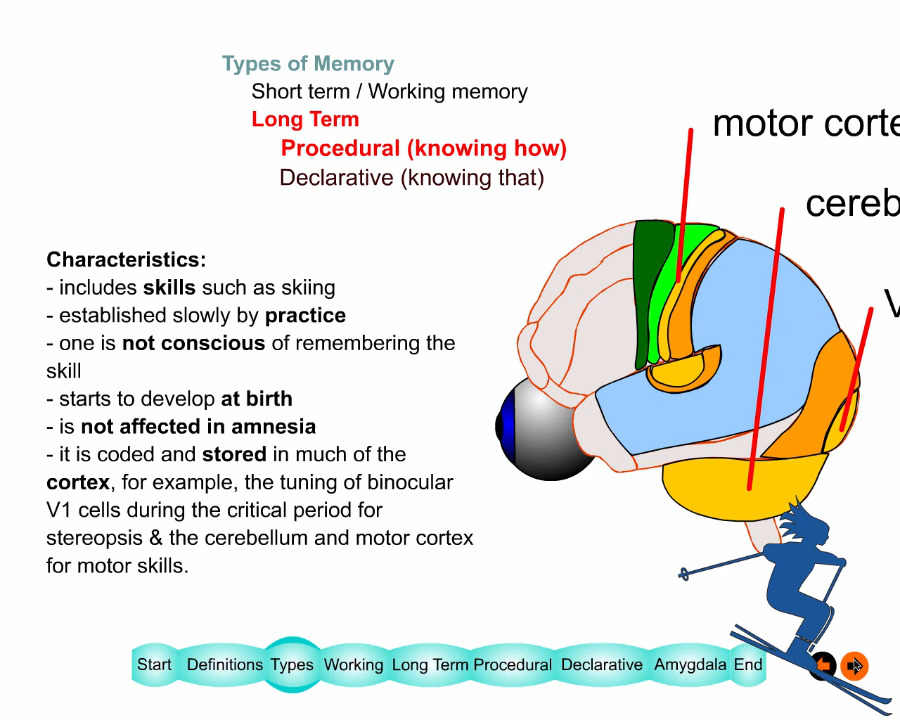 Types of Memory
Short term / Working memory
Long Term
Procedural (knowing how)
Declarative (knowing that)
motor corte
cereb
V
Characteristics:
- includes skills such as skiing
- established slowly by practice
- one is not conscious of remembering the
skill
- starts to develop at birth
- is not affected in amnesia
- it is coded and stored in much of the
cortex, for example, the tuning of binocular
V1 cells during the critical period for
stereopsis & the cerebellum and motor cortex
for motor skills.
Start Definitions Types Working Long Term Procedural Declarative Amygdala End